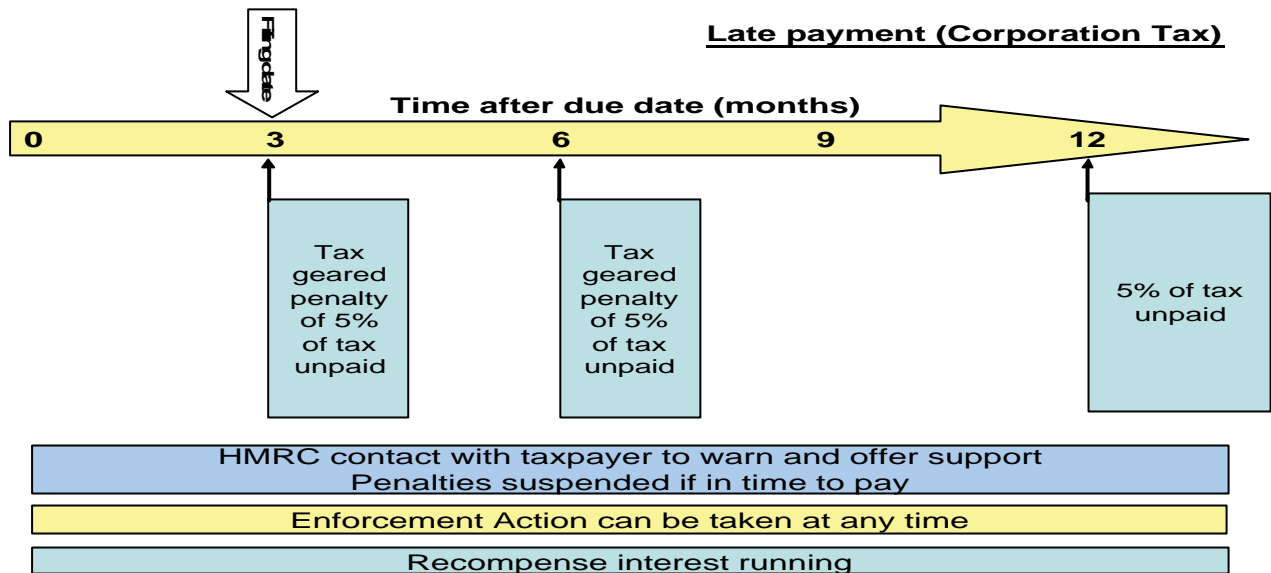 Filing date
Late payment (Corporation Tax)
Time after due date (months)
0 3 6 9 12
Tax
geared
penalty
of 5%
of tax
unpaid
Tax
geared
penalty
of 5%
of tax
unpaid
5% of tax
unpaid
HMRC contact with taxpayer to warn and offer support
Penalties suspended if in time to pay
Enforcement Action can be taken at any time
Recompense interest running